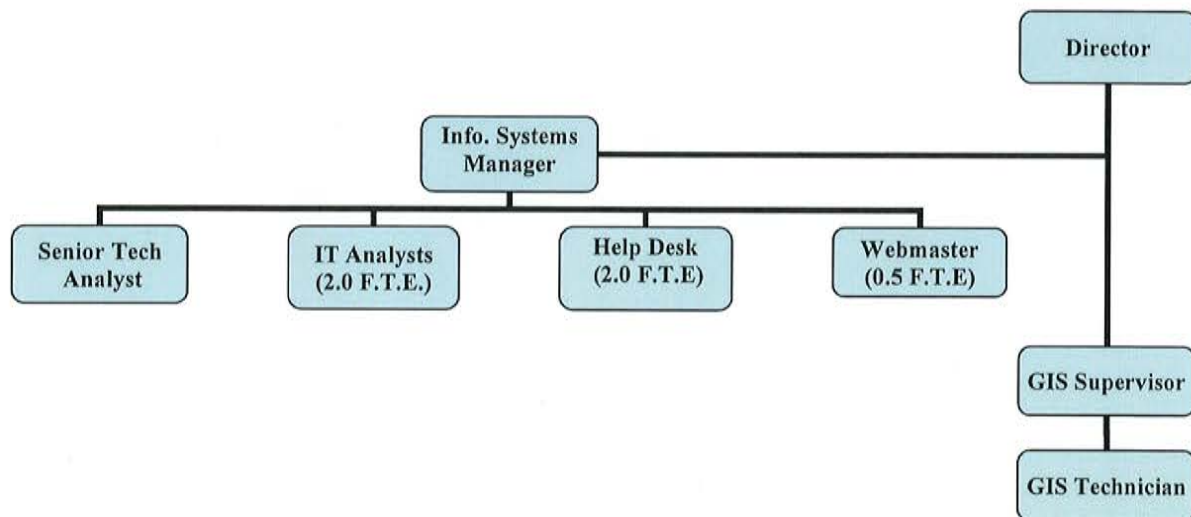 Director
Info. Systems
Manager
Senior Tech
Analyst
IT Analysts
(2.0 F.T.E.)
Help Desk
(2.0 F.T.E)
Webmaster
(0.5 F.T.E)
GIS Supervisor
GIS Technician